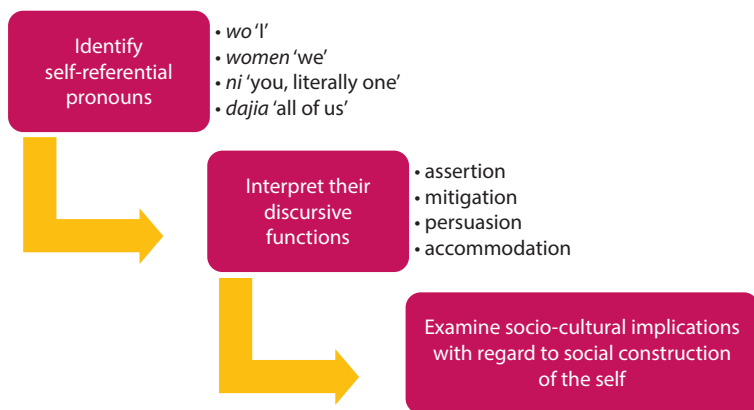 Identify
self-referential
pronouns
• wo ‘I’
• women ‘we’
• ni ‘you, literally one’
• dajia ‘all of us’
Interpret their
discursive
functions
• assertion
• mitigation
• persuasion
• accommodation
Examine socio-cultural implications
with regard to social construction
of the self